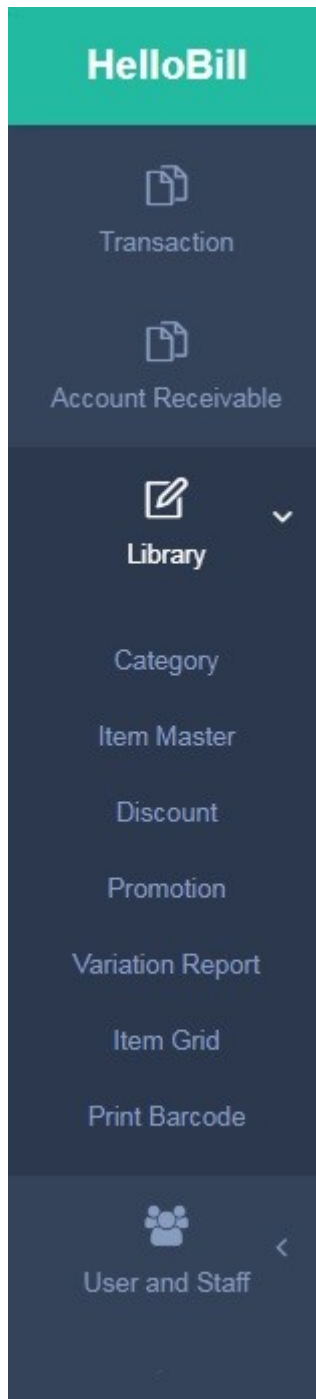 HelloBill
Transaction
Account Receivable
Library
Category
Item Master
Discount
Promotion
Variation Report
Item Grid
Print Barcode
User and Staff